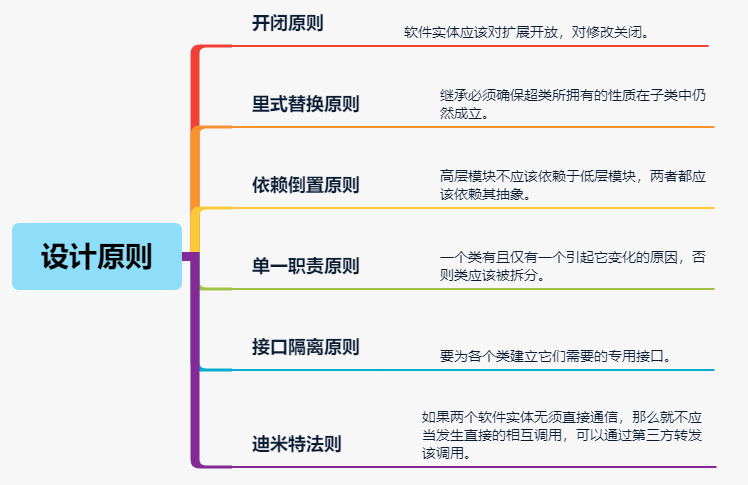 设计原则
开闭原则
软件实体应该对扩展开放，对修改关闭。
里式替换原则
继承必须确保超类所拥有的性质在子类中仍
然成立。
依赖倒置原则
高层模块不应该依赖于低层模块，两者都应
该依赖其抽象。
单一职责原则
一个类有且仅有一个引起它变化的原因，否
则类应该被拆分。
接口隔离原则
要为各个类建立它们需要的专用接口。
迪米特法则
如果两个软件实体无须直接通信，那么就不应
当发生直接的相互调用，可以通过第三方转发
该调用。